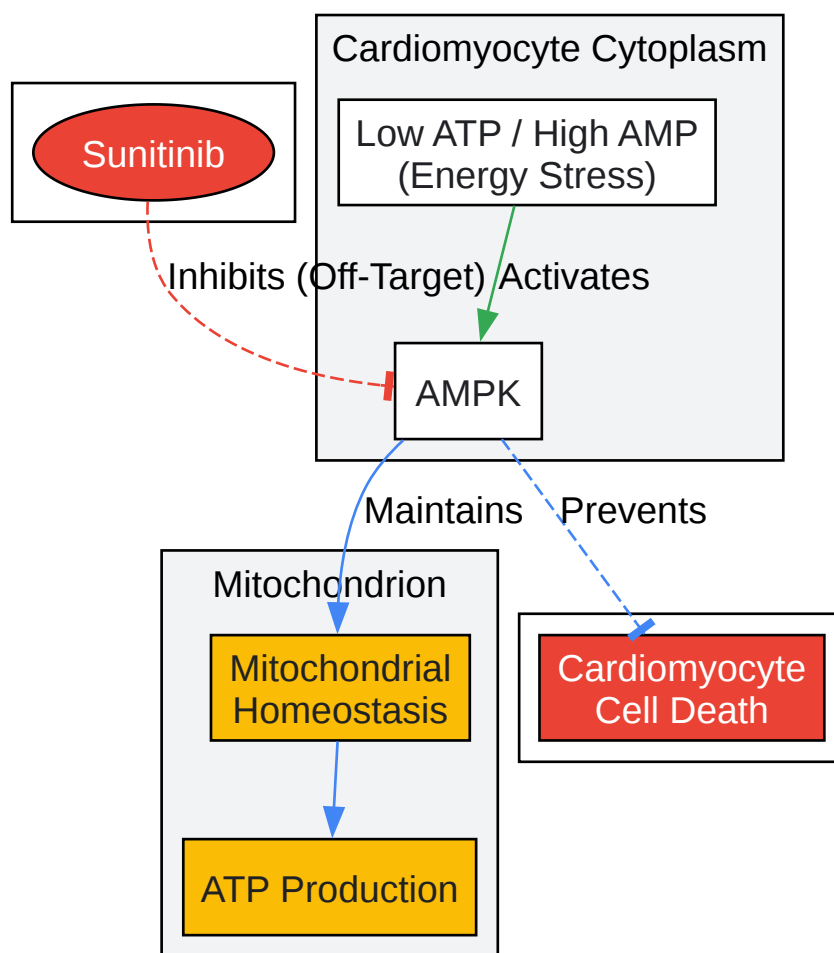 Cardiomyocyte Cytoplasm
Sunitinib
Low ATP / High AMP
(Energy Stress)
Inhibits (Off-Target)
Activates
AMPK
Maintains
Prevents
Mitochondrion
Mitochondrial
Homeostasis
Cardiomyocyte
Cell Death
ATP Production